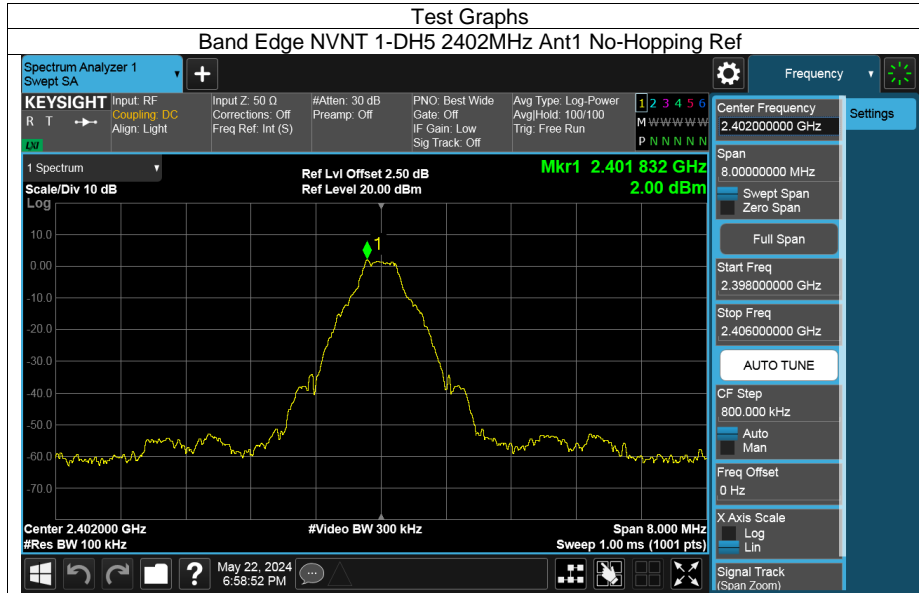 Test Graphs
Band Edge NVNT 1-DH5 2402MHz Ant1 No-Hopping Ref
Spectrum Analyzer 1
Swept SA
+
Frequency
KEYSIGHT
R T
LXI
Input: RF
Coupling: DC
Align: Light
Input Z: 50 Ω
Corrections: Off
Freq Ref: Int (S)
#Atten: 30 dB
Preamp: Off
PNO: Best Wide
Gate: Off
IF Gain: Low
Sig Track: Off
Avg Type: Log-Power
Avg|Hold: 100/100
Trig: Free Run
1 2 3 4 5 6
M W W W W W
P N N N N N
1 Spectrum
Scale/Div 10 dB
Log
Ref Lvl Offset 2.50 dB
Ref Level 20.00 dBm
Mkr1 2.401 832 GHz
2.00 dBm
1
10.0
0.00
-10.0
-20.0
-30.0
-40.0
-50.0
-60.0
-70.0
Center 2.402000 GHz
#Res BW 100 kHz
#Video BW 300 kHz
Span 8.000 MHz
Sweep 1.00 ms (1001 pts)
?
May 22, 2024
6:58:52 PM
Center Frequency
2.402000000 GHz
Span
8.00000000 MHz
Swept Span
Zero Span
Full Span
Start Freq
2.398000000 GHz
Stop Freq
2.406000000 GHz
AUTO TUNE
CF Step
800.000 kHz
Auto
Man
Freq Offset
0 Hz
X Axis Scale
Log
Lin
Signal Track
(Span Zoom)
Settings